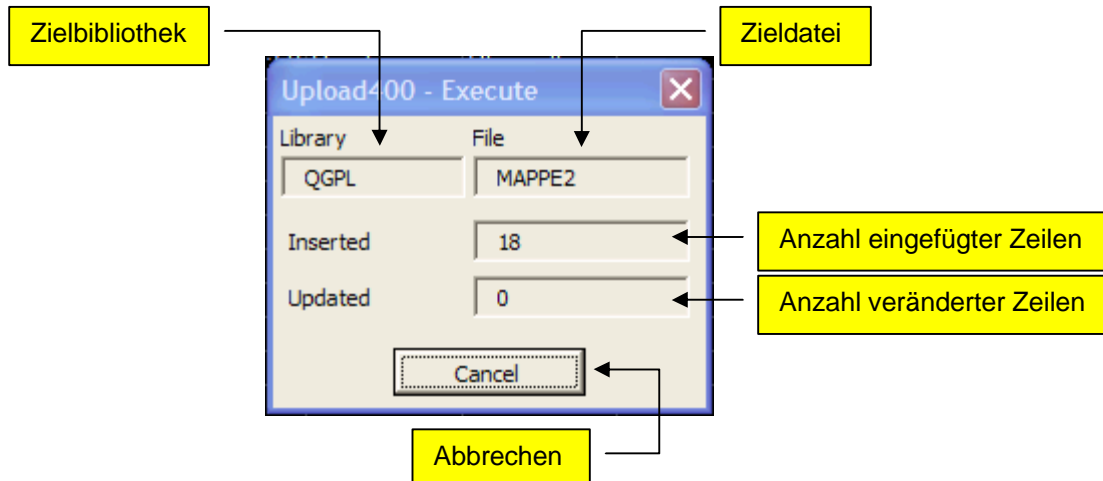 Zielbibliothek
Zieldatei
Upload400 - Execute
Library File
QGPL MAPPE2
Inserted 18
Anzahl eingefügter Zeilen
Updated 0
Anzahl veränderter Zeilen
Cancel
Abbrechen